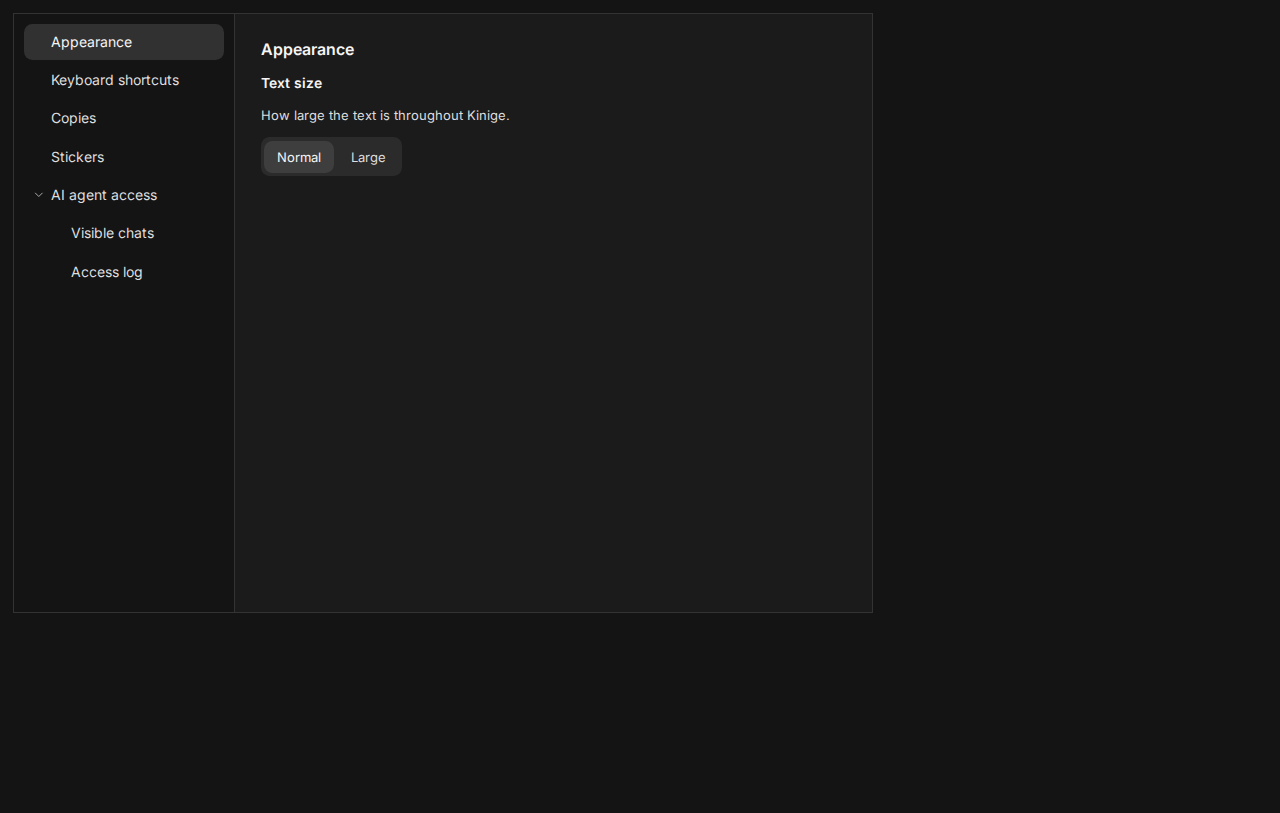 Appearance
Keyboard shortcuts
Copies
Stickers
AI agent access
Visible chats
Access log
Appearance
Text size
How large the text is throughout Kinige.
Normal
Large